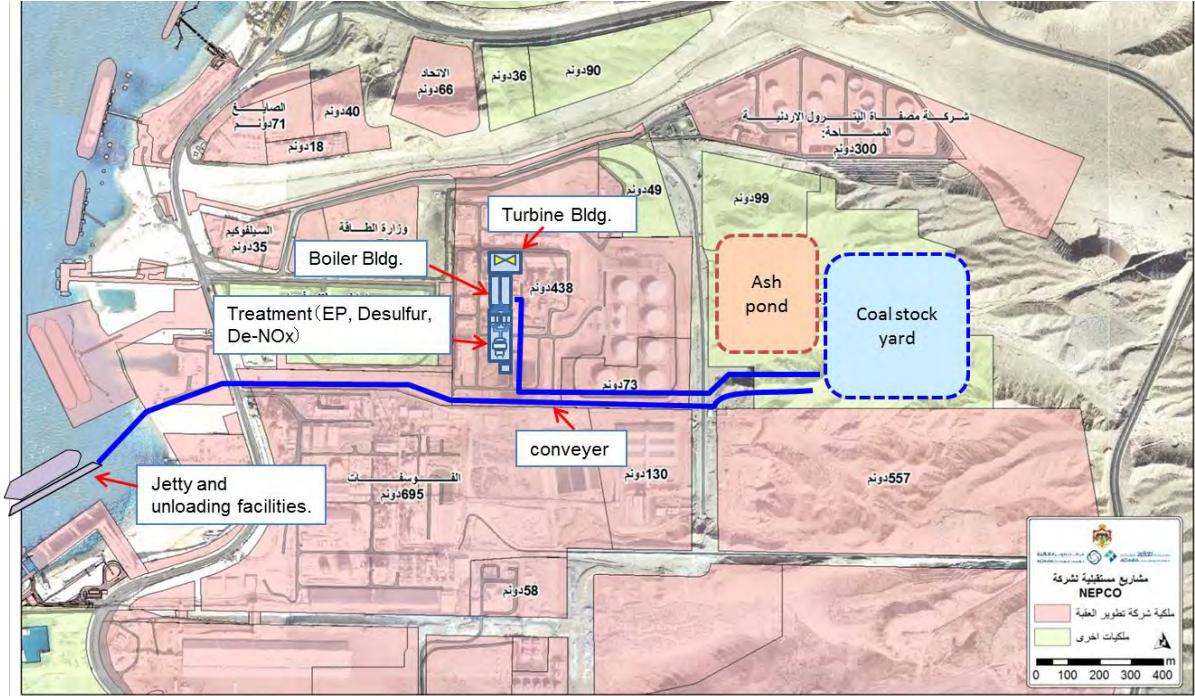 الاتحاد
66دونم
36دونم
90دونم
الصايغ
71دونم
40دونم
18دونم
شركة مصفاة البترول الاردنية
المساحة:
300دونم
49دونم
99دونم
Turbine Bldg.
السيلفوكيم
35دونم
وزارة الطاقة
Boiler Bldg.
438دونم
Treatment(EP, Desulfur,
De-NOx)
Ash
pond
Coal stock
yard
73دونم
conveyer
Jetty and
unloading facilities.
الفوسفات
695دونم
130دونم
557دونم
58دونم
مشاريع مستقبلية لشركة
NEPCO
ملكية شركة تطوير العقبة
ملكيات اخرى
0 100 200 300 400 m